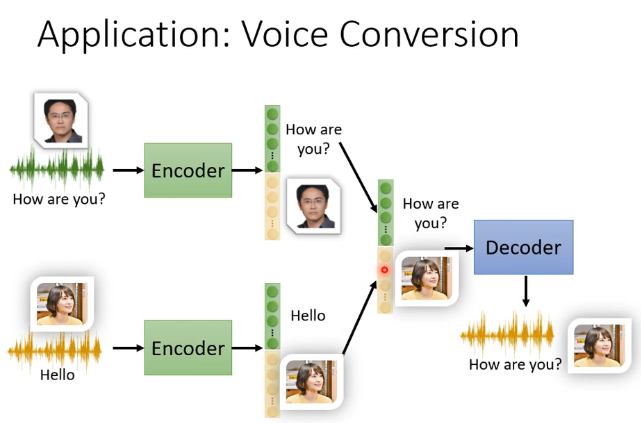 Application: Voice Conversion
How are you?
Encoder
How are
you?
Hello
Encoder
Hello
How are
you?
Decoder
How are you?